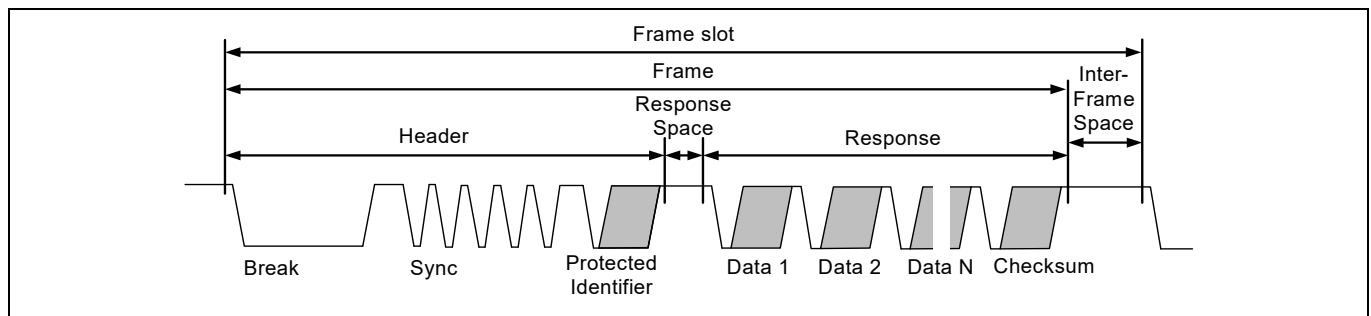 Frame slot
Frame
Inter-
Frame
Space
Response
Space
Header
Response
Break
Sync
Protected
Identifier
Data 1
Data 2
Data N
Checksum